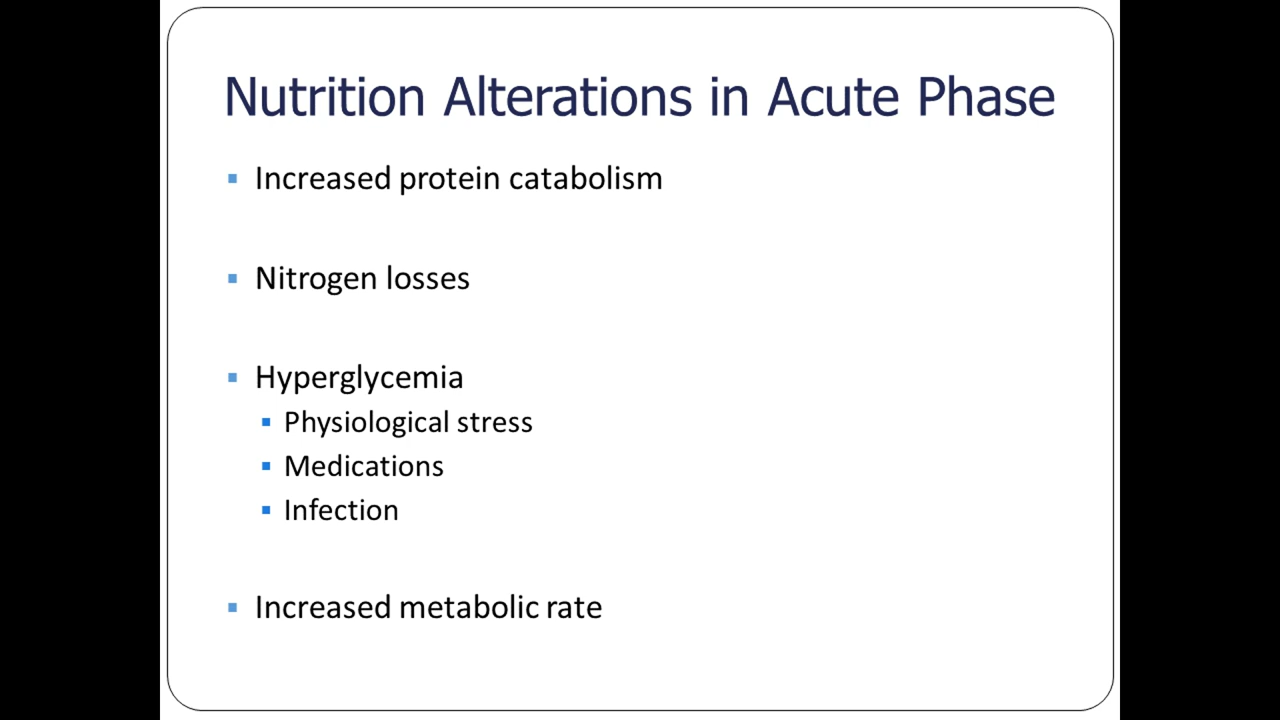 Nutrition Alterations in Acute Phase
Increased protein catabolism
Nitrogen losses
Hyperglycemia
Physiological stress
Medications
Infection
Increased metabolic rate